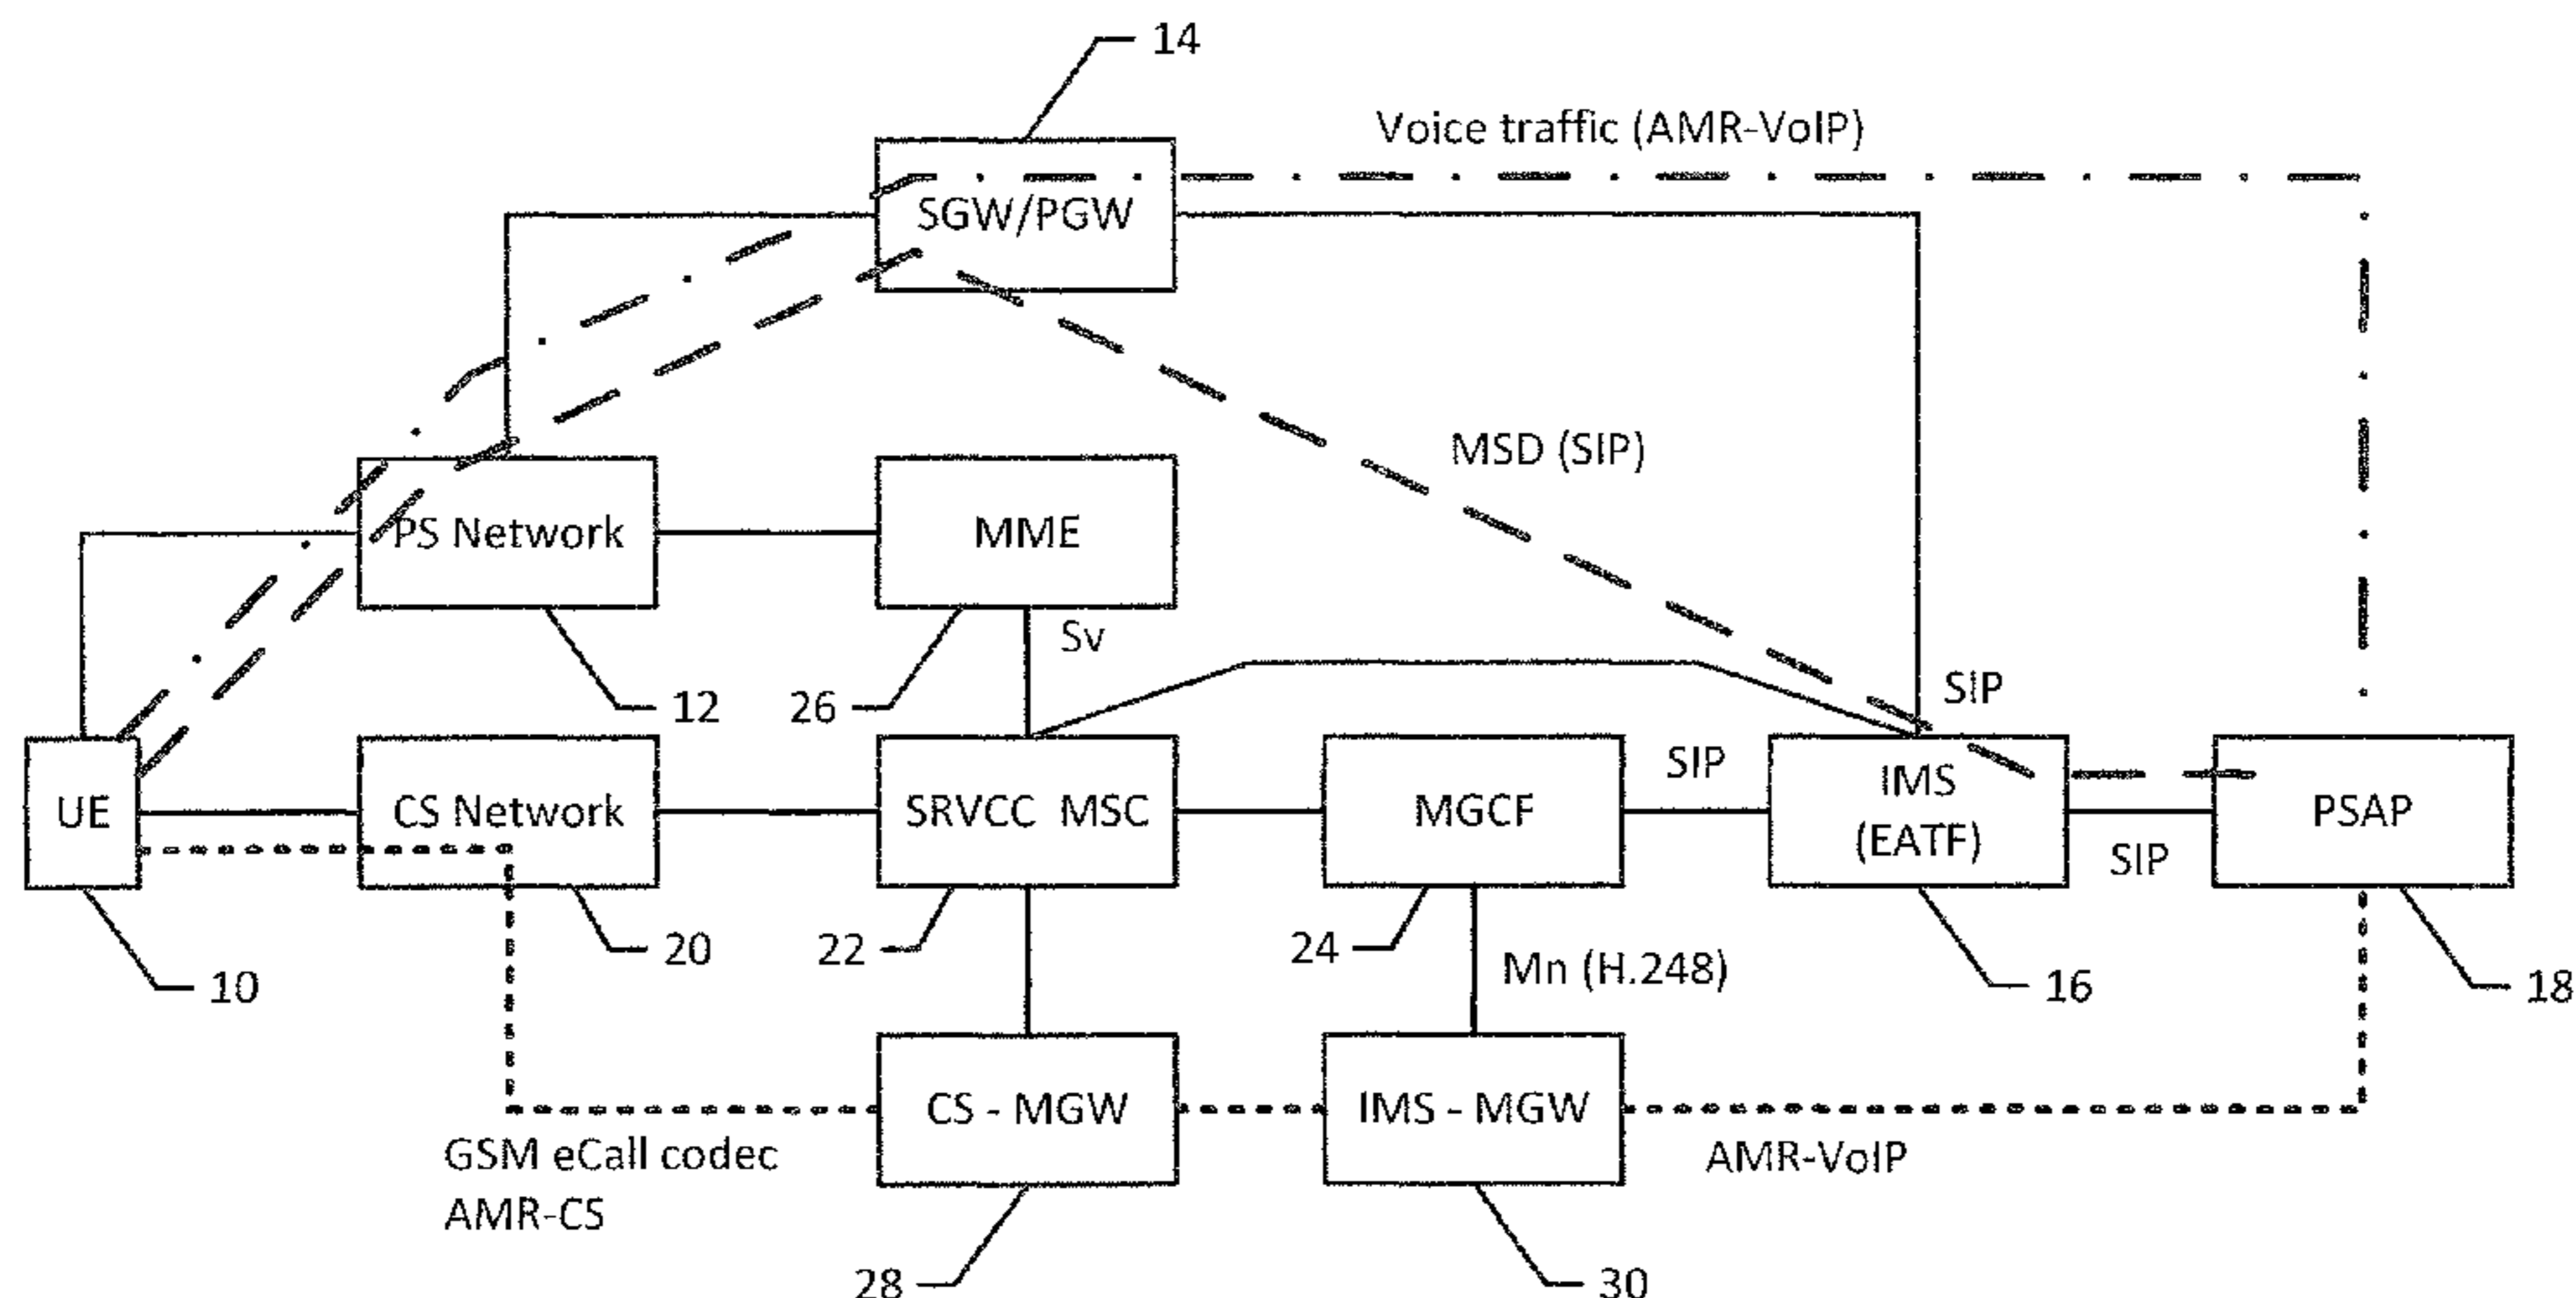 14
Voice traffic (AMR-VoIP)
SGW/PGW
MSD (SIP)
PS Network
MME
Sv
12
26
SIP
UE
CS Network
SRVCC MSC
MGCF
SIP
IMS
(EATF)
SIP
PSAP
10
20
22
24
Mn (H.248)
16
18
CS - MGW
IMS - MGW
GSM eCall codec
AMR-CS
AMR-VoIP
28
30